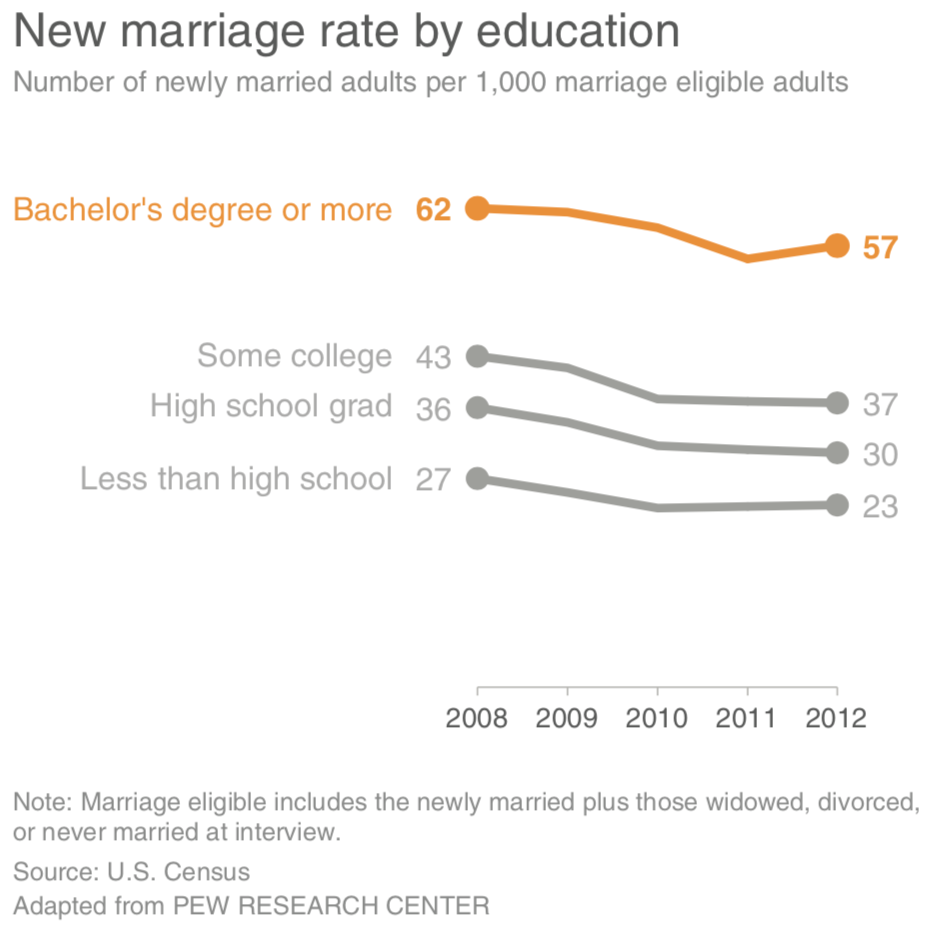 New marriage rate by education
Number of newly married adults per 1,000 marriage eligible adults
Bachelor's degree or more 62
57
Some college 43
37
High school grad 36
30
Less than high school 27
23
2008 2009 2010 2011 2012
Note: Marriage eligible includes the newly married plus those widowed, divorced,
or never married at interview.
Source: U.S. Census
Adapted from PEW RESEARCH CENTER